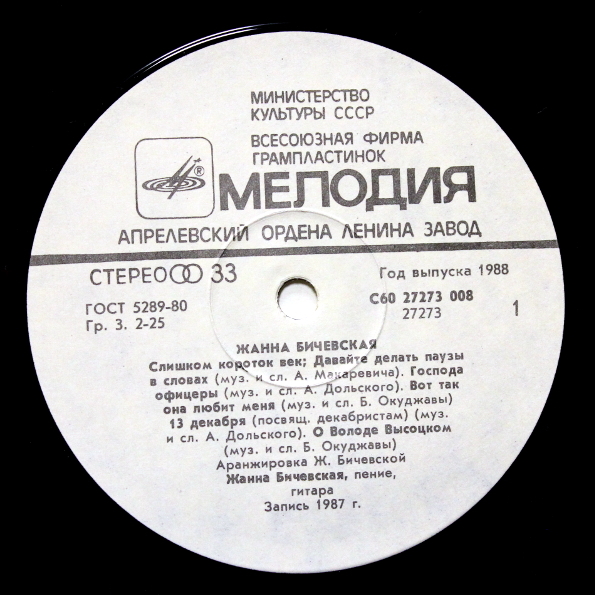 МИНИСТЕРСТВО
КУЛЬТУРЫ СССР
ВСЕСОЮЗНАЯ ФИРМА
ГРАМПЛАСТИНОК
®
МЕЛОДИЯ
АПРЕЛЕВСКИЙ ОРДЕНА ЛЕНИНА ЗАВОД
СТЕРЕО 33
Год выпуска 1988
ГОСТ 5289-80
Гр. 3. 2-25
С60 27273 008
27273
1
ЖАННА БИЧЕВСКАЯ
Слишком короток век; Давайте делать паузы
в словах (муз. и сл. А. Макаревича). Господа
офицеры (муз. и сл. А. Дольского). Вот так
она любит меня (муз. и сл. Б. Окуджавы)
13 декабря (посвящ. декабристам) (муз.
и сл. А. Дольского). О Володе Высоцком
(муз. и сл. Б. Окуджавы)
Аранжировка Ж. Бичевской
Жанна Бичевская, пение,
гитара
Запись 1987 г.